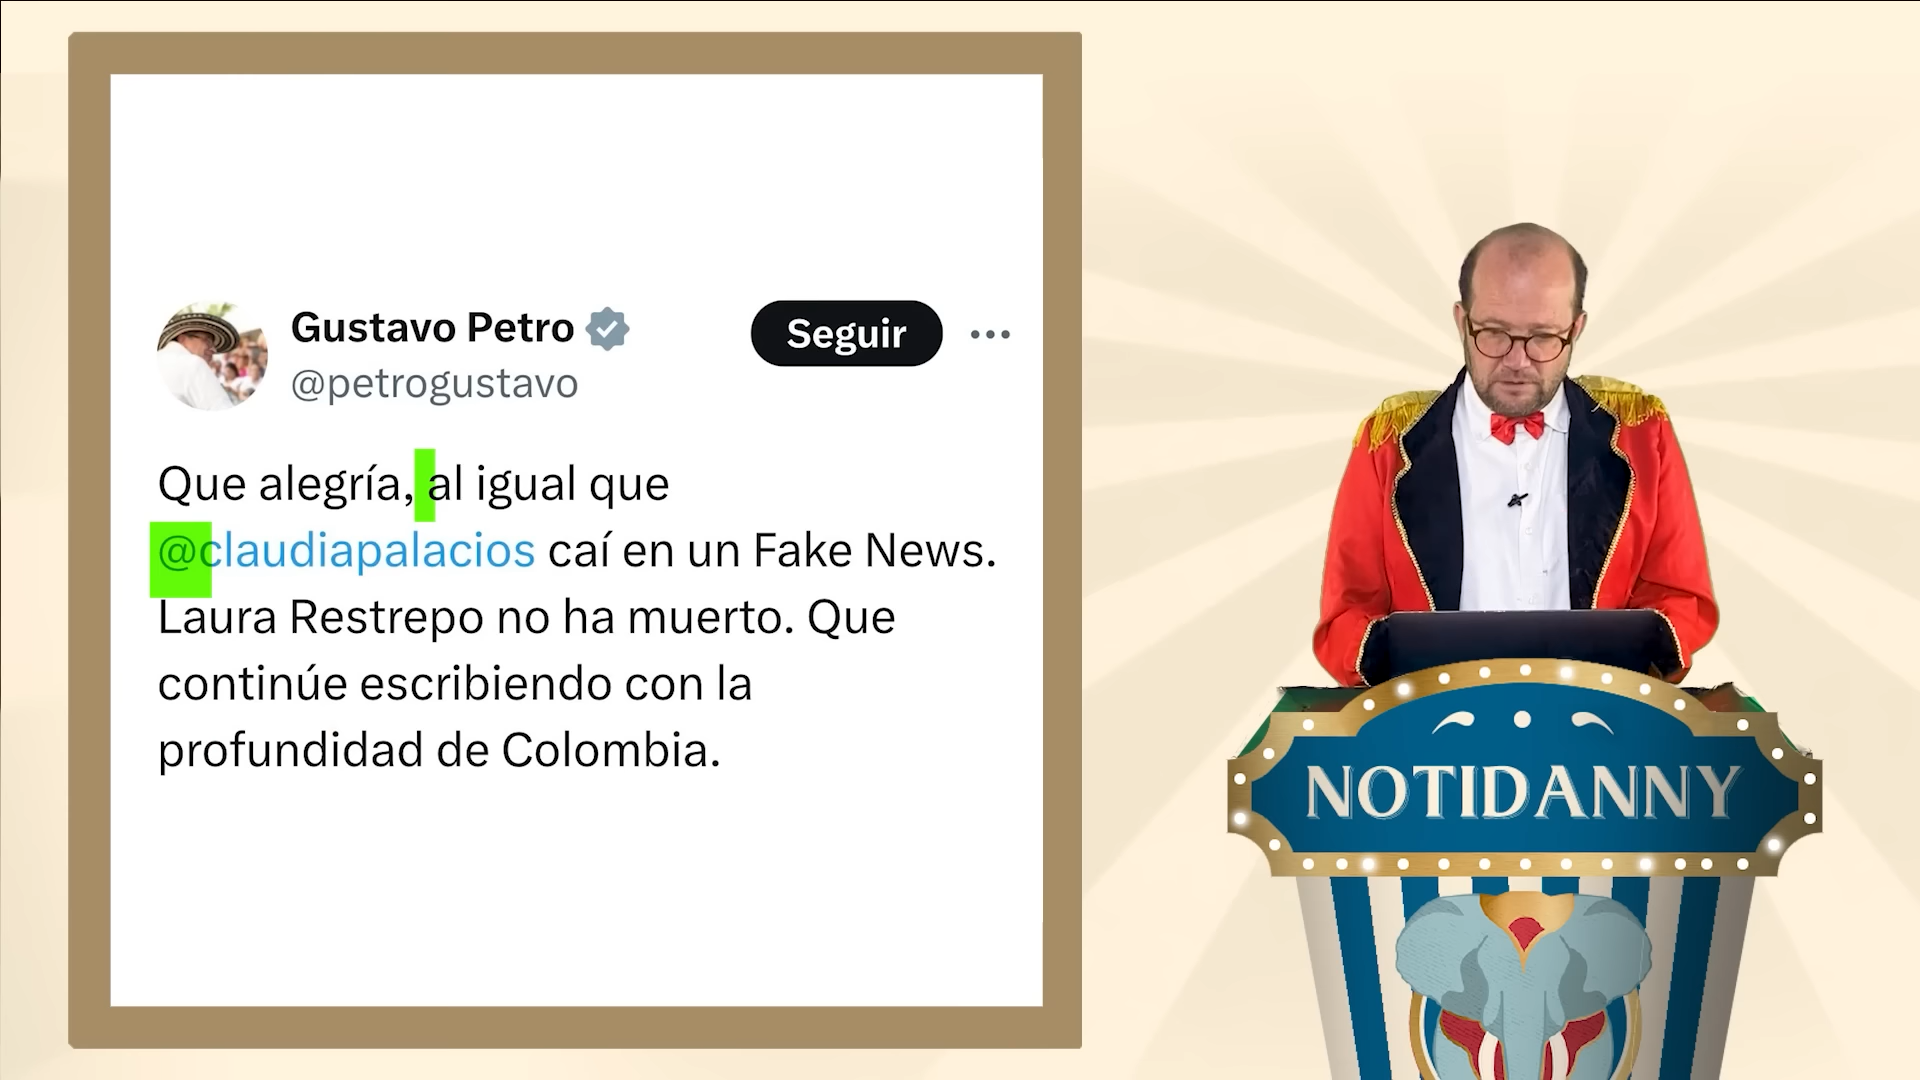 Gustavo Petro
Seguir
@petrogustavo
Que alegría, al igual que
@claudiapalacios caí en un Fake News.
Laura Restrepo no ha muerto. Que
continúe escribiendo con la
profundidad de Colombia.
NOTIDANNY